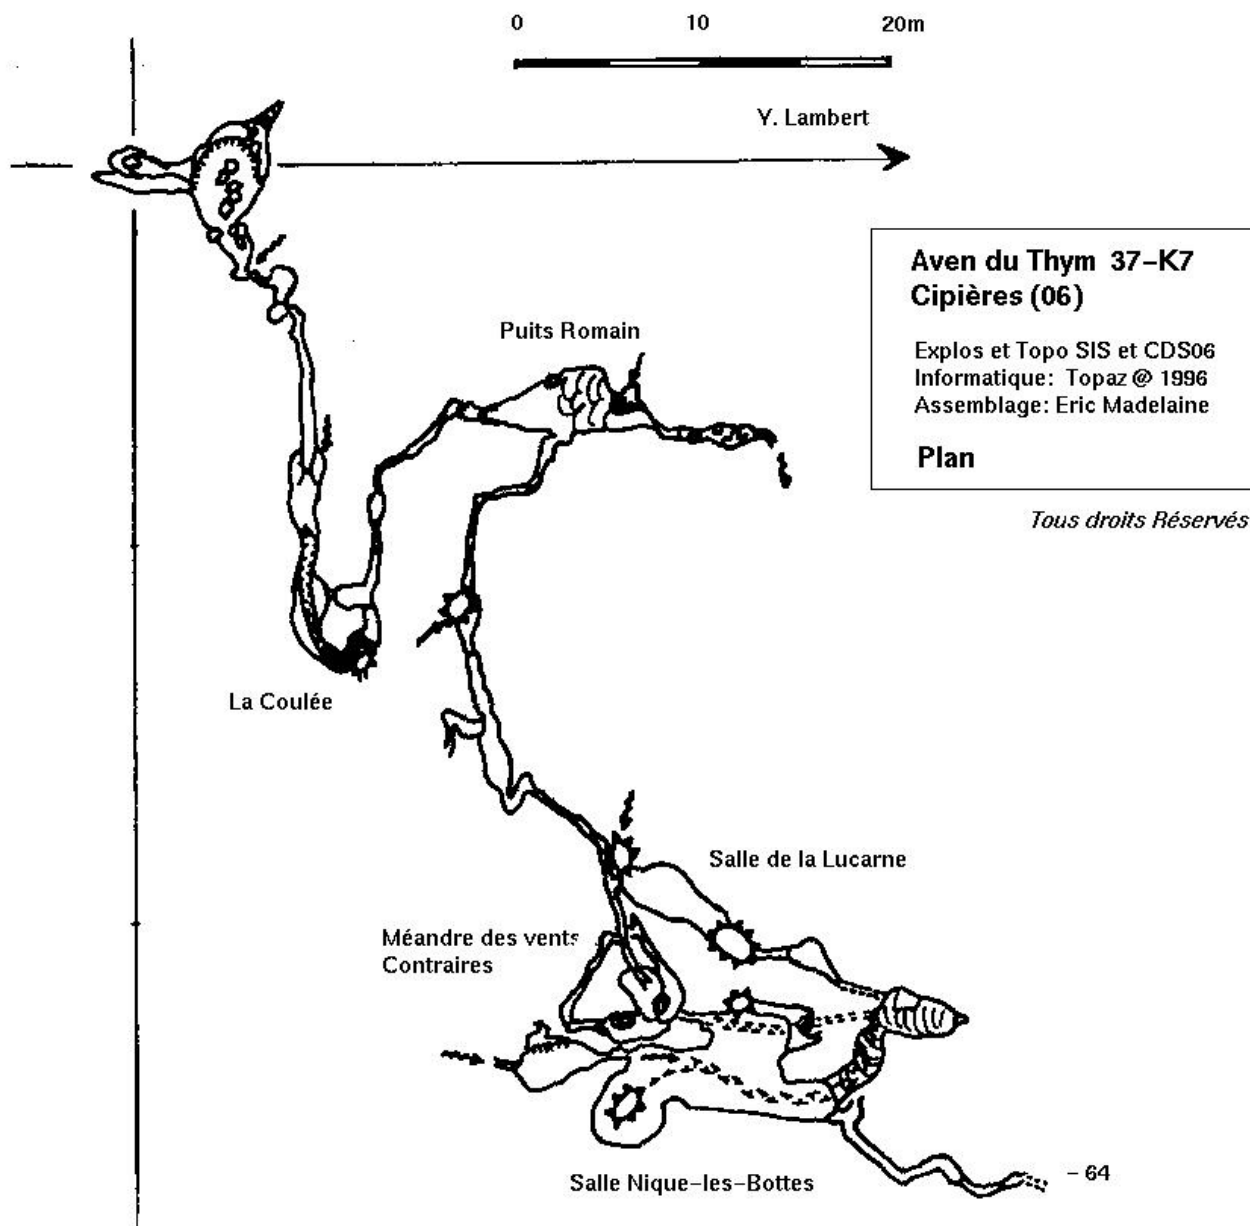 0 10 20m
Y. Lambert
Aven du Thym 37-K7
Cipières (06)
Explos et Topo SIS et CDS06
Informatique: Topaz @ 1996
Assemblage: Eric Madelaine
Plan
Tous droits Réservés
Puits Romain
La Coulée
Salle de la Lucarne
Méandre des vents
Contraires
Salle Nique-les-Bottes
- 64